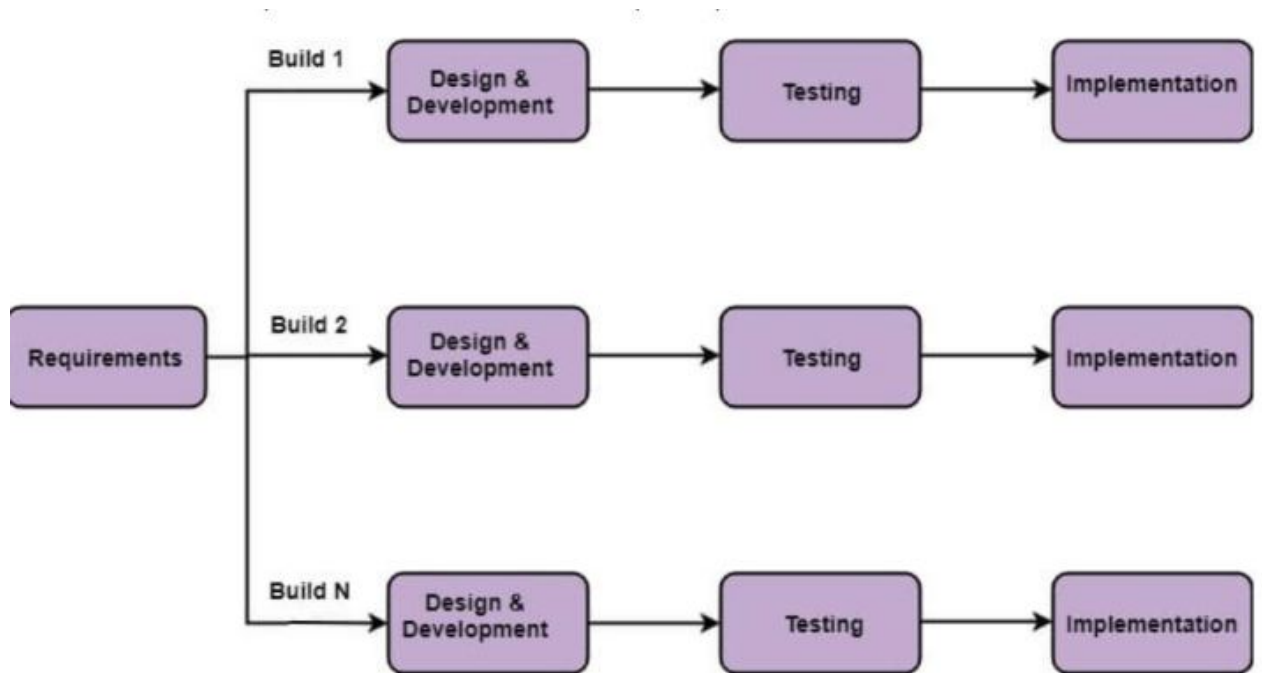 Build 1
Design &
Development
Testing
Implementation
Requirements
Build 2
Design &
Development
Testing
Implementation
Build N
Design &
Development
Testing
Implementation